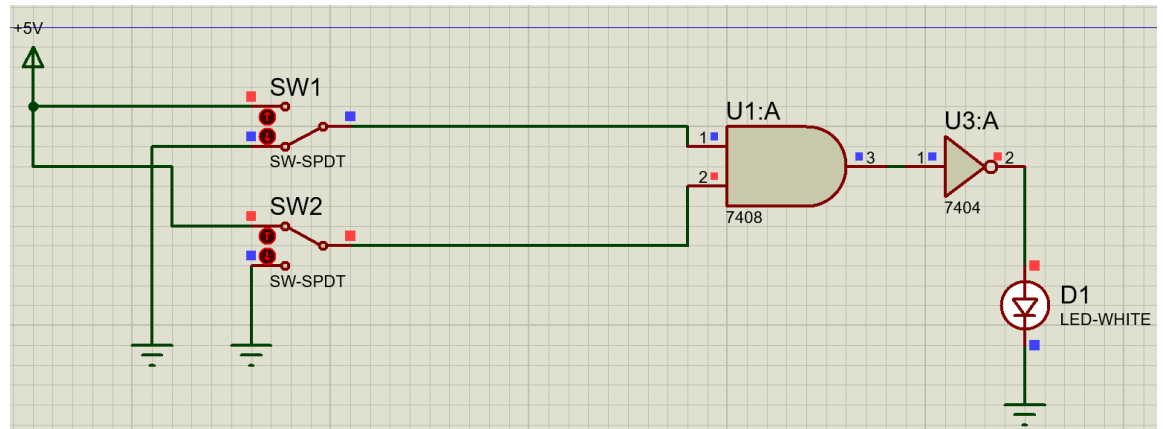 +5V
SW1
SW-SPDT
SW2
SW-SPDT
U1:A
1
2
3
7408
U3:A
1
2
7404
D1
LED-WHITE